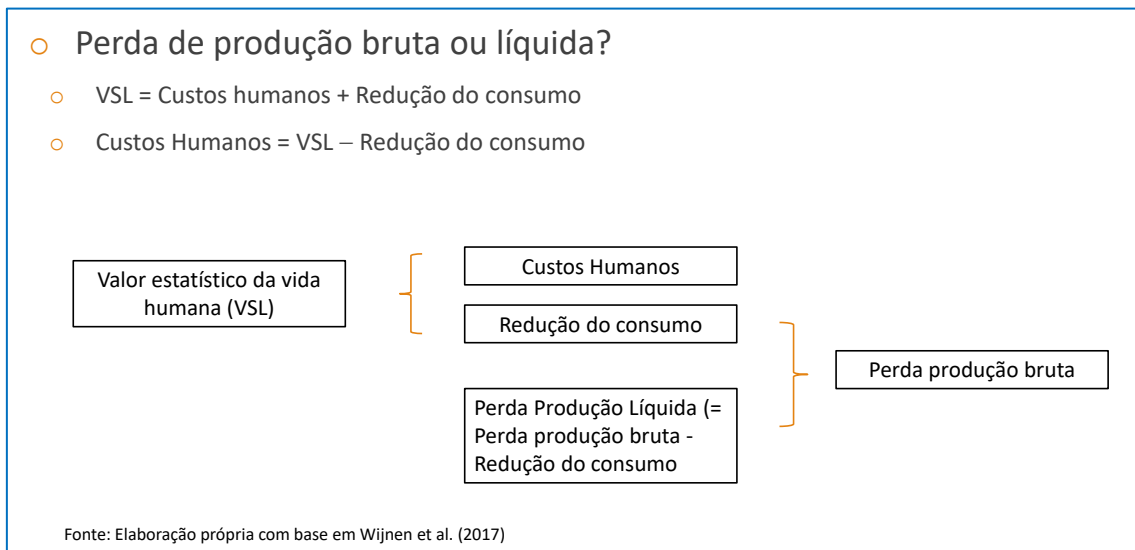 Perda de produção bruta ou líquida?
VSL = Custos humanos + Redução do consumo
Custos Humanos = VSL – Redução do consumo
Valor estatístico da vida
humana (VSL)
Custos Humanos
Redução do consumo
Perda Produção Líquida (=
Perda produção bruta -
Redução do consumo
Perda produção bruta
Fonte: Elaboração própria com base em Wijnen et al. (2017)